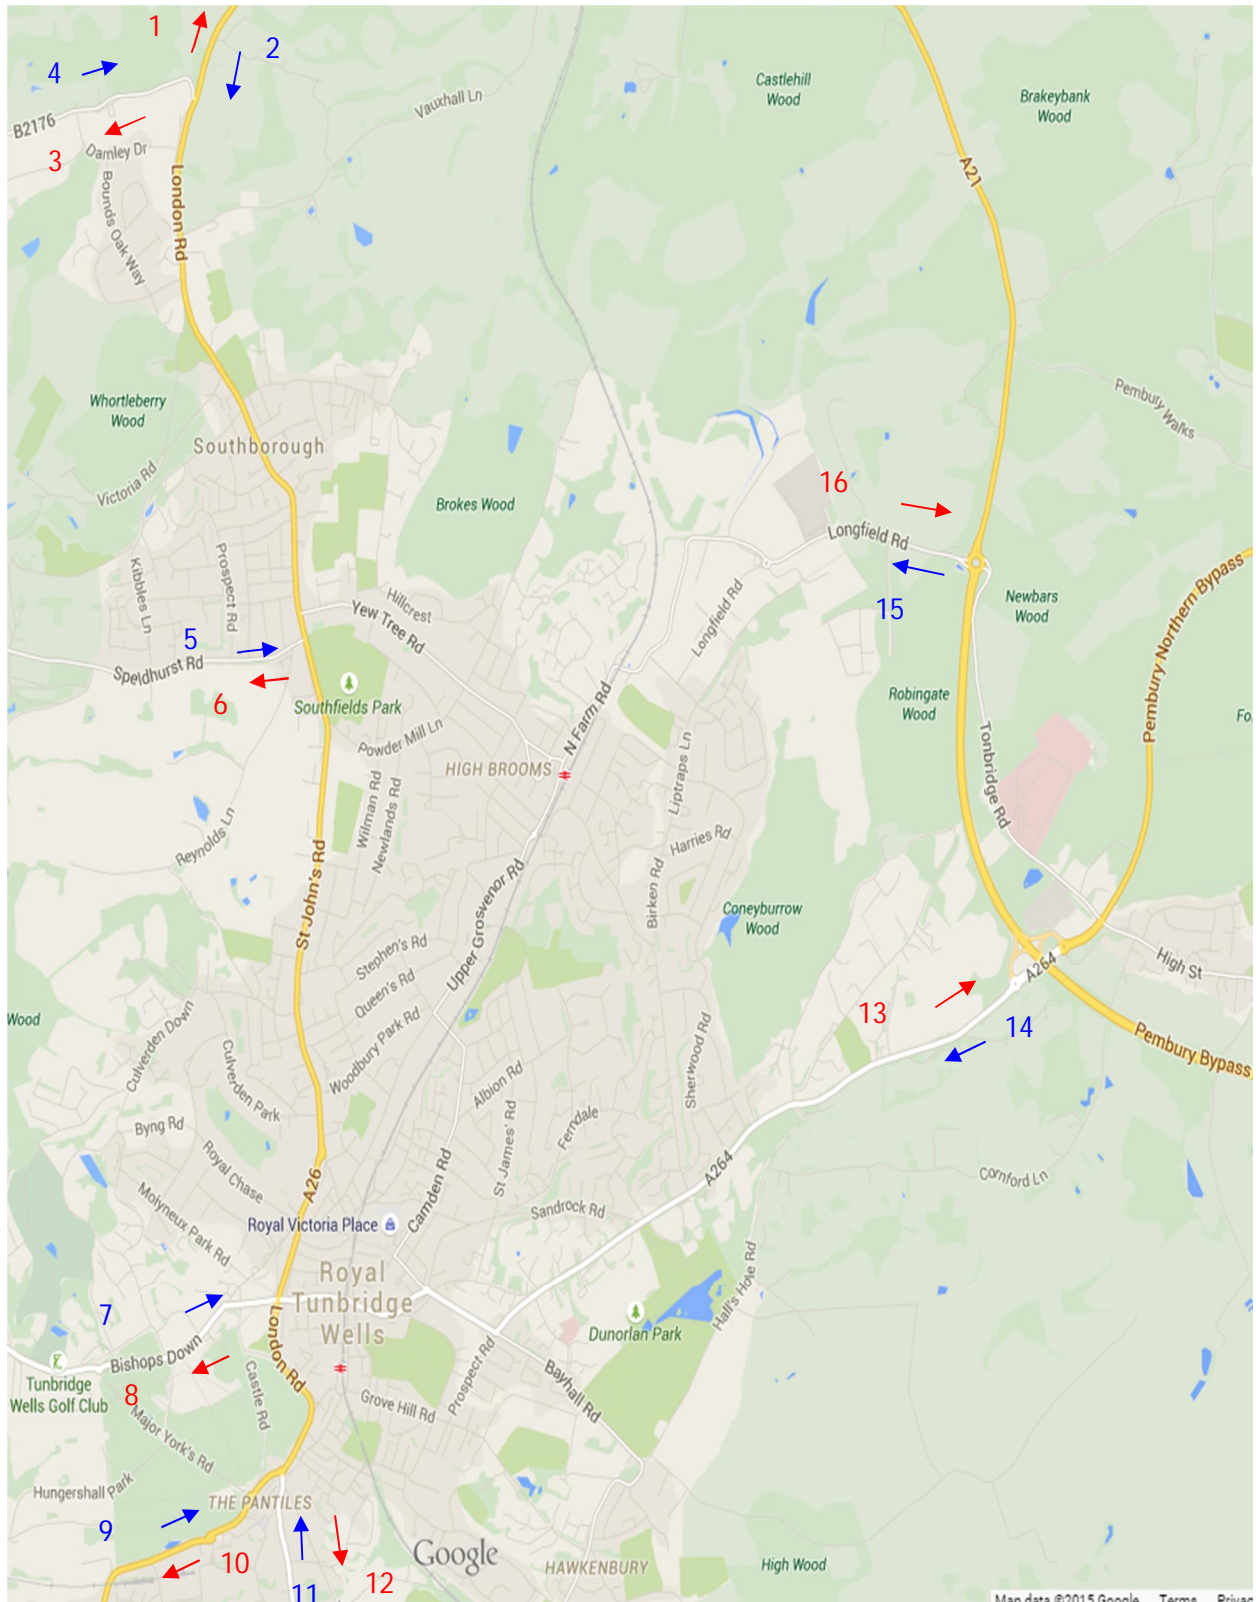 1
2
4
Castlehill
Wood
Brakeybank
Wood
Vauxhall Ln
B2176
3
Darnley Dr
London Rd
A21
Bounds Oak Way
Whortleberry
Wood
Pembury Walks
Southborough
Victoria Rd
Brokes Wood
16
Longfield Rd
Kibbles Ln
Prospect Rd
Hillcrest
Yew Tree Rd
Longfield Rd
15
Newbars
Wood
Pembury Northern Bypass
5
Speldhurst Rd
6
Southfields Park
Robingate
Wood
Fo
N Farm Rd
Powder Mill Ln
HIGH BROOMS
Liptraps Ln
Tonbridge Rd
Wilman Rd
Newlands Rd
Reynolds Ln
Harries Rd
St John's Rd
Upper Grosvenor Rd
Birken Rd
Coneyburrow
Wood
Stephen's Rd
Queen's Rd
A264
High St
Wood
13
14
Culverden Down
Culverden Park
Woodbury Park Rd
Sherwood Rd
Pembury Bypass
Albion Rd
Byng Rd
St James' Rd
Ferndale
Royal Chase
A26
Camden Rd
A264
Cornford Ln
Molyneux Park Rd
Royal Victoria Place
Sandrock Rd
Royal
Tunbridge
Wells
Hall's Hole Rd
7
Dunorlan Park
Bishops Down
London Rd
Prospect Rd
Tunbridge
Wells Golf Club
8
Castle Rd
Bayhall Rd
Grove Hill Rd
Major York's Rd
Hungershall Park
THE PANTILES
9
10
Google
HAWKENBURY
High Wood
11
12
Map data ©2015 Google Terms Privac